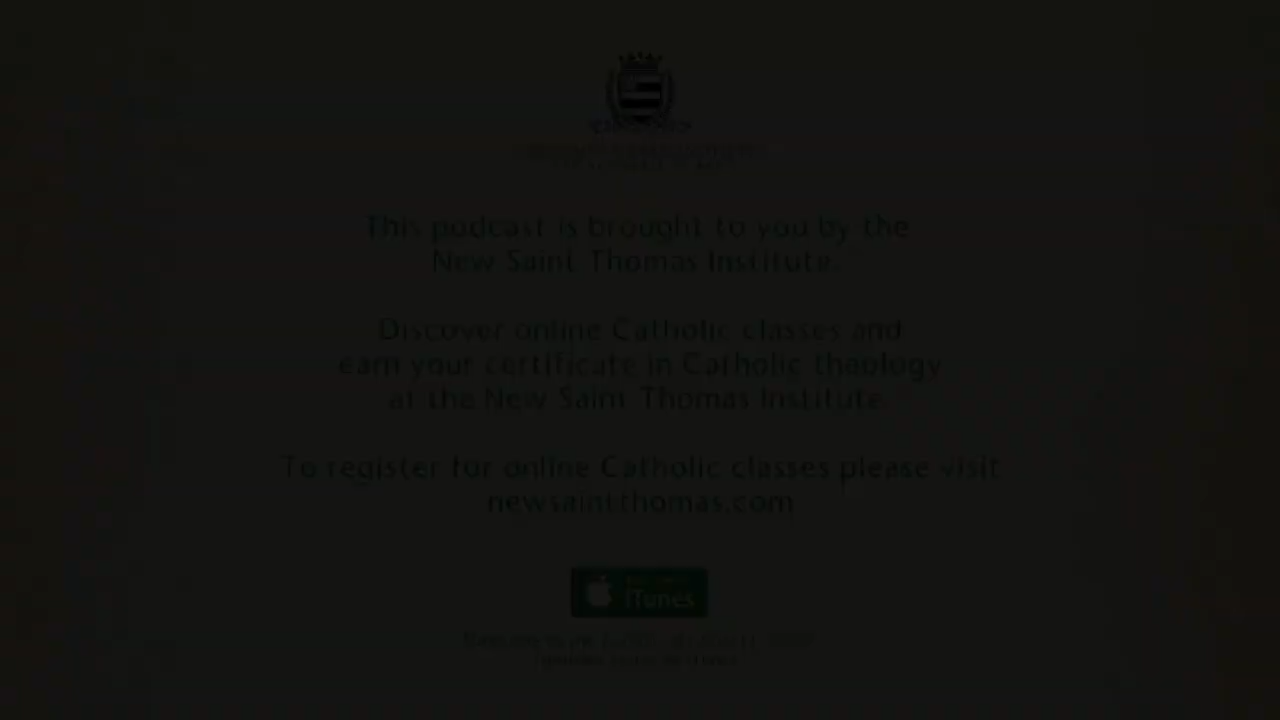 This podcast is brought to you by the
New Saint Thomas Institute.
Discover online Catholic classes and
earn your certificate in Catholic theology
at the New Saint Thomas Institute.
To register for online Catholic classes please visit
newsaintthomas.com
iTunes